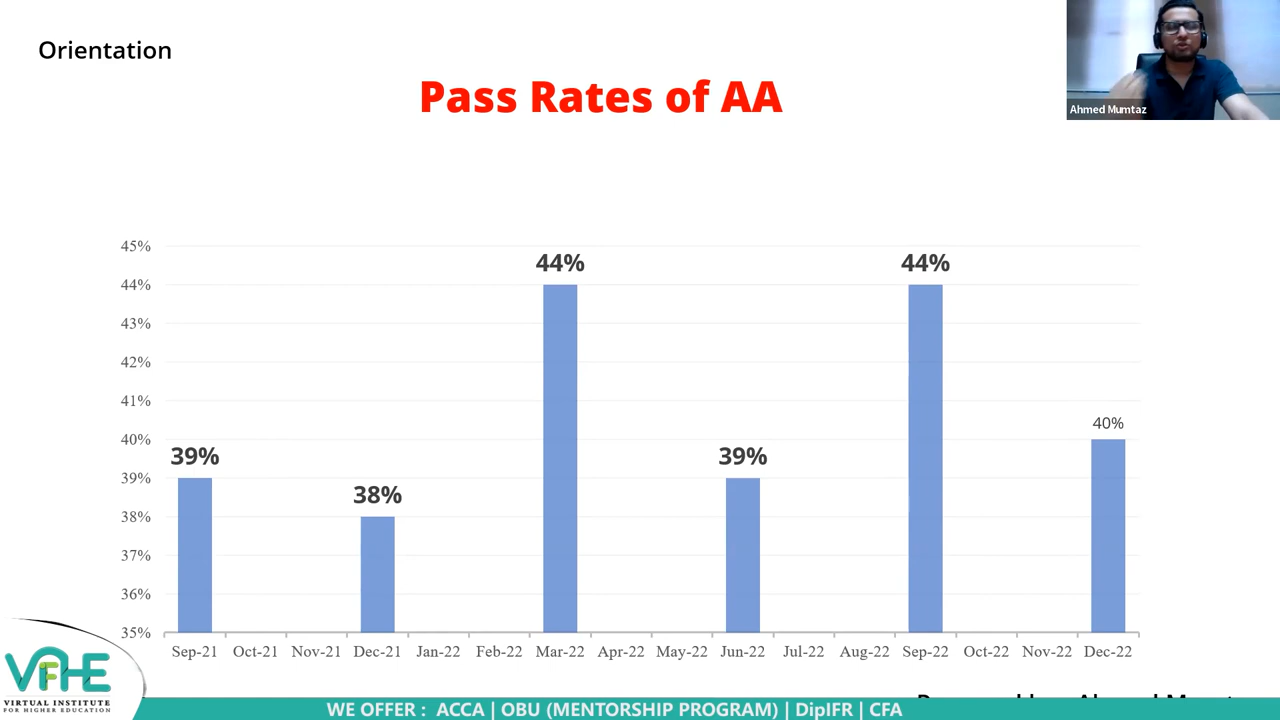 Orientation
Pass Rates of AA
Ahmed Mumtaz
45%
44%
43%
42%
41%
40%
39%
38%
37%
36%
35%
39%
38%
44%
39%
44%
40%
Sep-21 Oct-21 Nov-21 Dec-21 Jan-22 Feb-22 Mar-22 Apr-22 May-22 Jun-22 Jul-22 Aug-22 Sep-22 Oct-22 Nov-22 Dec-22
VIFHE
VIRTUAL INSTITUTE
FOR HIGHER EDUCATION
WE OFFER : ACCA | OBU (MENTORSHIP PROGRAM) | DipIFR | CFA